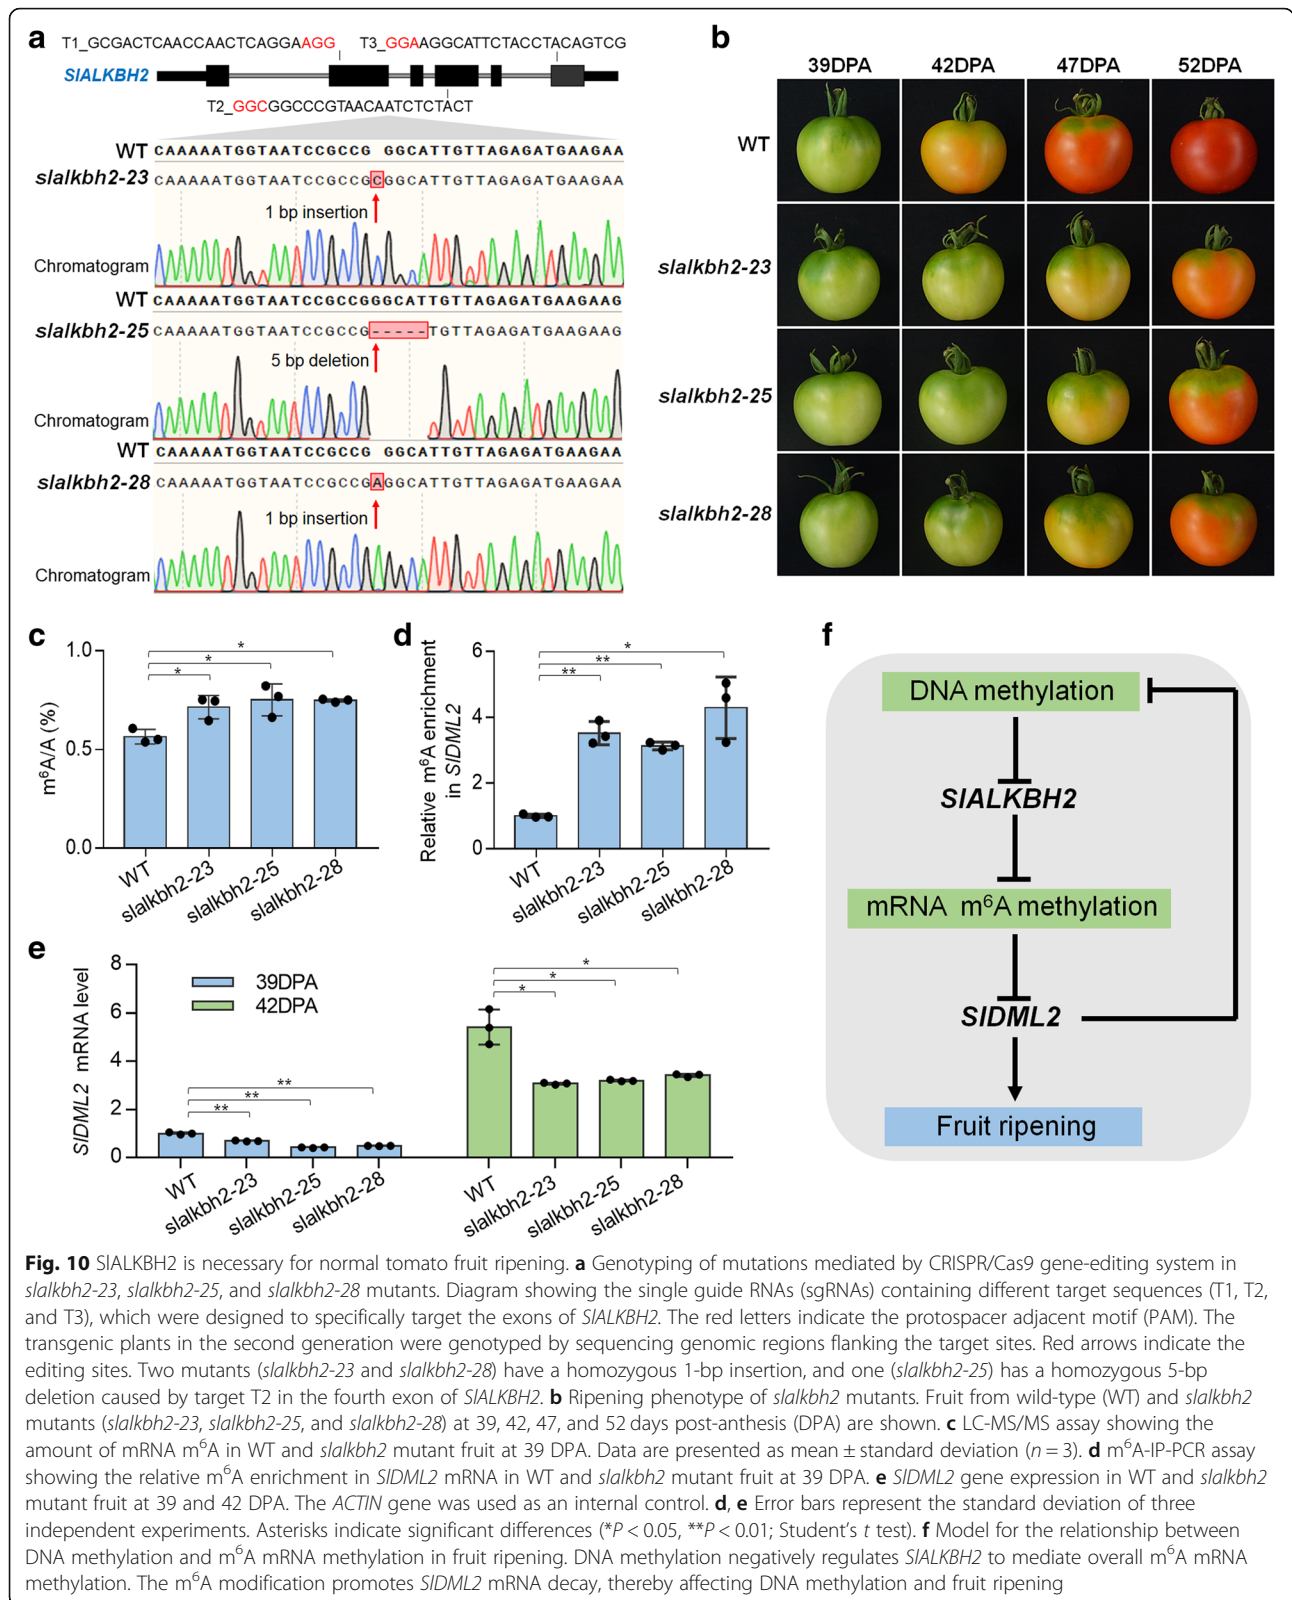 a
T1_GCGACTCAACCAACTCAGGAAGG T3_GGAAGGCATTCTACCTACAGTCG
SlALKBH2
T2_GGCGGCCCGTAACAATCTCTACT
WT CAAAAATGGTAATCCGCCG GGCATTGTTAGAGATGAAGAA
slalkbh2-23 CAAAAATGGTAATCCGCCGCGGCATTGTTAGAGATGAAGAA
1 bp insertion
Chromatogram
WT CAAAAATGGTAATCCGCCGGGCATTGTTAGAGATGAAGAAG
slalkbh2-25 CAAAAATGGTAATCCGCCG-----TGTTAGAGATGAAGAAG
5 bp deletion
Chromatogram
WT CAAAAATGGTAATCCGCCG GGCATTGTTAGAGATGAAGAA
slalkbh2-28 CAAAAATGGTAATCCGCCGAGGCATTGTTAGAGATGAAGAA
1 bp insertion
Chromatogram
b
39DPA 42DPA 47DPA 52DPA
WT
slalkbh2-23
slalkbh2-25
slalkbh2-28
c
m⁶A/A (%)
1.0
0.5
0.0
*
*
*
WT slalkbh2-23 slalkbh2-25 slalkbh2-28
d
Relative m⁶A enrichment
in SlDML2
6
4
2
0
*
**
**
WT slalkbh2-23 slalkbh2-25 slalkbh2-28
e
SlDML2 mRNA level
8
6
4
2
0
39DPA
42DPA
**
**
**
*
*
*
WT slalkbh2-23 slalkbh2-25 slalkbh2-28 WT slalkbh2-23 slalkbh2-25 slalkbh2-28
f
DNA methylation
SlALKBH2
mRNA m⁶A methylation
SlDML2
Fruit ripening
Fig. 10 SlALKBH2 is necessary for normal tomato fruit ripening. a Genotyping of mutations mediated by CRISPR/Cas9 gene-editing system in
slalkbh2-23, slalkbh2-25, and slalkbh2-28 mutants. Diagram showing the single guide RNAs (sgRNAs) containing different target sequences (T1, T2,
and T3), which were designed to specifically target the exons of SlALKBH2. The red letters indicate the protospacer adjacent motif (PAM). The
transgenic plants in the second generation were genotyped by sequencing genomic regions flanking the target sites. Red arrows indicate the
editing sites. Two mutants (slalkbh2-23 and slalkbh2-28) have a homozygous 1-bp insertion, and one (slalkbh2-25) has a homozygous 5-bp
deletion caused by target T2 in the fourth exon of SlALKBH2. b Ripening phenotype of slalkbh2 mutants. Fruit from wild-type (WT) and slalkbh2
mutants (slalkbh2-23, slalkbh2-25, and slalkbh2-28) at 39, 42, 47, and 52 days post-anthesis (DPA) are shown. c LC-MS/MS assay showing the
amount of mRNA m⁶A in WT and slalkbh2 mutant fruit at 39 DPA. Data are presented as mean ± standard deviation (n = 3). d m⁶A-IP-PCR assay
showing the relative m⁶A enrichment in SlDML2 mRNA in WT and slalkbh2 mutant fruit at 39 DPA. e SlDML2 gene expression in WT and slalkbh2
mutant fruit at 39 and 42 DPA. The ACTIN gene was used as an internal control. d, e Error bars represent the standard deviation of three
independent experiments. Asterisks indicate significant differences (*P < 0.05, **P < 0.01; Student's t test). f Model for the relationship between
DNA methylation and m⁶A mRNA methylation in fruit ripening. DNA methylation negatively regulates SlALKBH2 to mediate overall m⁶A mRNA
methylation. The m⁶A modification promotes SlDML2 mRNA decay, thereby affecting DNA methylation and fruit ripening